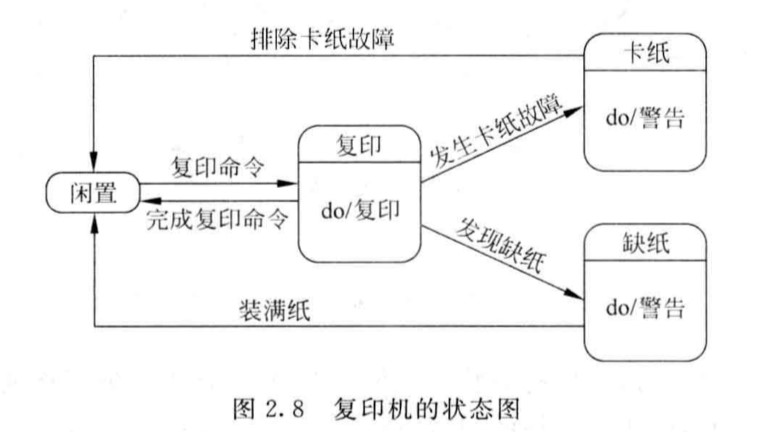 排除卡纸故障
卡纸
do/警告
发生卡纸故障
复印
do/复印
复印命令
闲置
完成复印命令
发现缺纸
缺纸
do/警告
装满纸
图 2.8 复印机的状态图